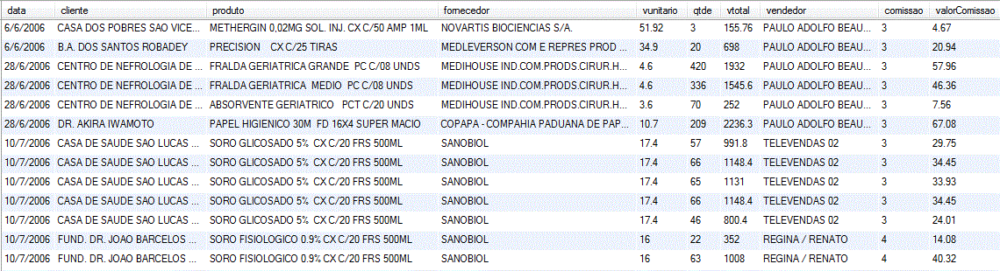 data cliente produto fornecedor vunitario qtde vtotal vendedor comissao valorComissao
6/6/2006 CASA DOS POBRES SAO VICE... METHERGIN 0,02MG SOL. INJ. CX C/50 AMP 1ML NOVARTIS BIOCIENCIAS S/A. 51.92 3 155.76 PAULO ADOLFO BEAU... 3 4.67
6/6/2006 B.A. DOS SANTOS ROBADEY PRECISION CX C/25 TIRAS MEDLEVERSON COM E REPRES PROD ... 34.9 20 698 PAULO ADOLFO BEAU... 3 20.94
28/6/2006 CENTRO DE NEFROLOGIA DE ... FRALDA GERIATRICA GRANDE PC C/08 UNDS MEDIHOUSE IND.COM.PRODS.CIRUR.H... 4.6 420 1932 PAULO ADOLFO BEAU... 3 57.96
28/6/2006 CENTRO DE NEFROLOGIA DE ... FRALDA GERIATRICA MEDIO PC C/08 UNDS MEDIHOUSE IND.COM.PRODS.CIRUR.H... 4.6 336 1545.6 PAULO ADOLFO BEAU... 3 46.36
28/6/2006 CENTRO DE NEFROLOGIA DE ... ABSORVENTE GERIATRICO PCT C/20 UNDS MEDIHOUSE IND.COM.PRODS.CIRUR.H... 3.6 70 252 PAULO ADOLFO BEAU... 3 7.56
28/6/2006 DR. AKIRA IWAMOTO PAPEL HIGIENICO 30M FD 16X4 SUPER MACIO COPAPA - COMPAHIA PADUANA DE PAP... 10.7 209 2236.3 PAULO ADOLFO BEAU... 3 67.08
10/7/2006 CASA DE SAUDE SAO LUCAS ... SORO GLICOSADO 5% CX C/20 FRS 500ML SANOBIOL 17.4 57 991.8 TELEVENDAS 02 3 29.75
10/7/2006 CASA DE SAUDE SAO LUCAS ... SORO GLICOSADO 5% CX C/20 FRS 500ML SANOBIOL 17.4 66 1148.4 TELEVENDAS 02 3 34.45
10/7/2006 CASA DE SAUDE SAO LUCAS ... SORO GLICOSADO 5% CX C/20 FRS 500ML SANOBIOL 17.4 65 1131 TELEVENDAS 02 3 33.93
10/7/2006 CASA DE SAUDE SAO LUCAS ... SORO GLICOSADO 5% CX C/20 FRS 500ML SANOBIOL 17.4 66 1148.4 TELEVENDAS 02 3 34.45
10/7/2006 CASA DE SAUDE SAO LUCAS ... SORO GLICOSADO 5% CX C/20 FRS 500ML SANOBIOL 17.4 46 800.4 TELEVENDAS 02 3 24.01
10/7/2006 FUND. DR. JOAO BARCELOS ... SORO FISIOLOGICO 0.9% CX C/20 FRS 500ML SANOBIOL 16 22 352 REGINA / RENATO 4 14.08
10/7/2006 FUND. DR. JOAO BARCELOS ... SORO FISIOLOGICO 0.9% CX C/20 FRS 500ML SANOBIOL 16 63 1008 REGINA / RENATO 4 40.32